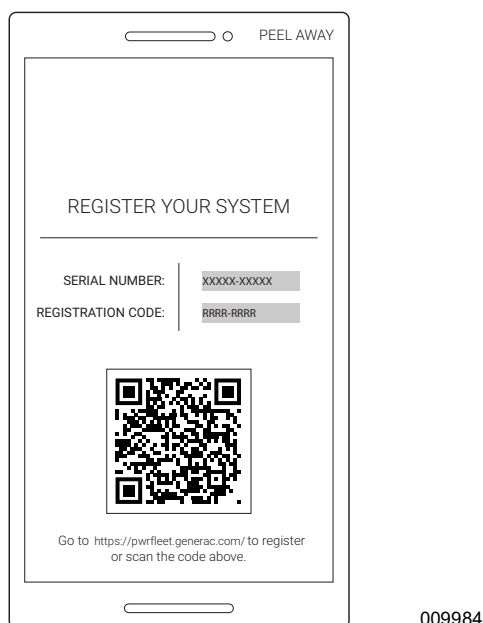 PEEL AWAY
REGISTER YOUR SYSTEM
SERIAL NUMBER: XXXXX-XXXXX
REGISTRATION CODE: RRRR-RRRR
Go to https://pwrfleet.generac.com/ to register
or scan the code above.
009984